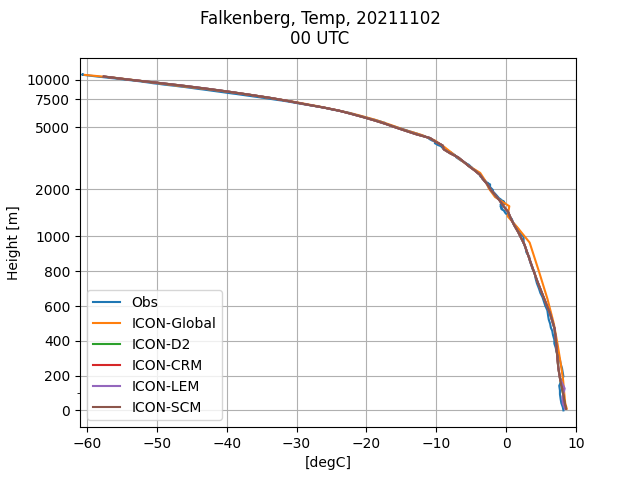 Falkenberg, Temp, 20211102
00 UTC
10000
7500
5000
2000
1000
800
600
400
200
0
Height [m]
Obs
ICON-Global
ICON-D2
ICON-CRM
ICON-LEM
ICON-SCM
−60 −50 −40 −30 −20 −10 0 10
[degC]